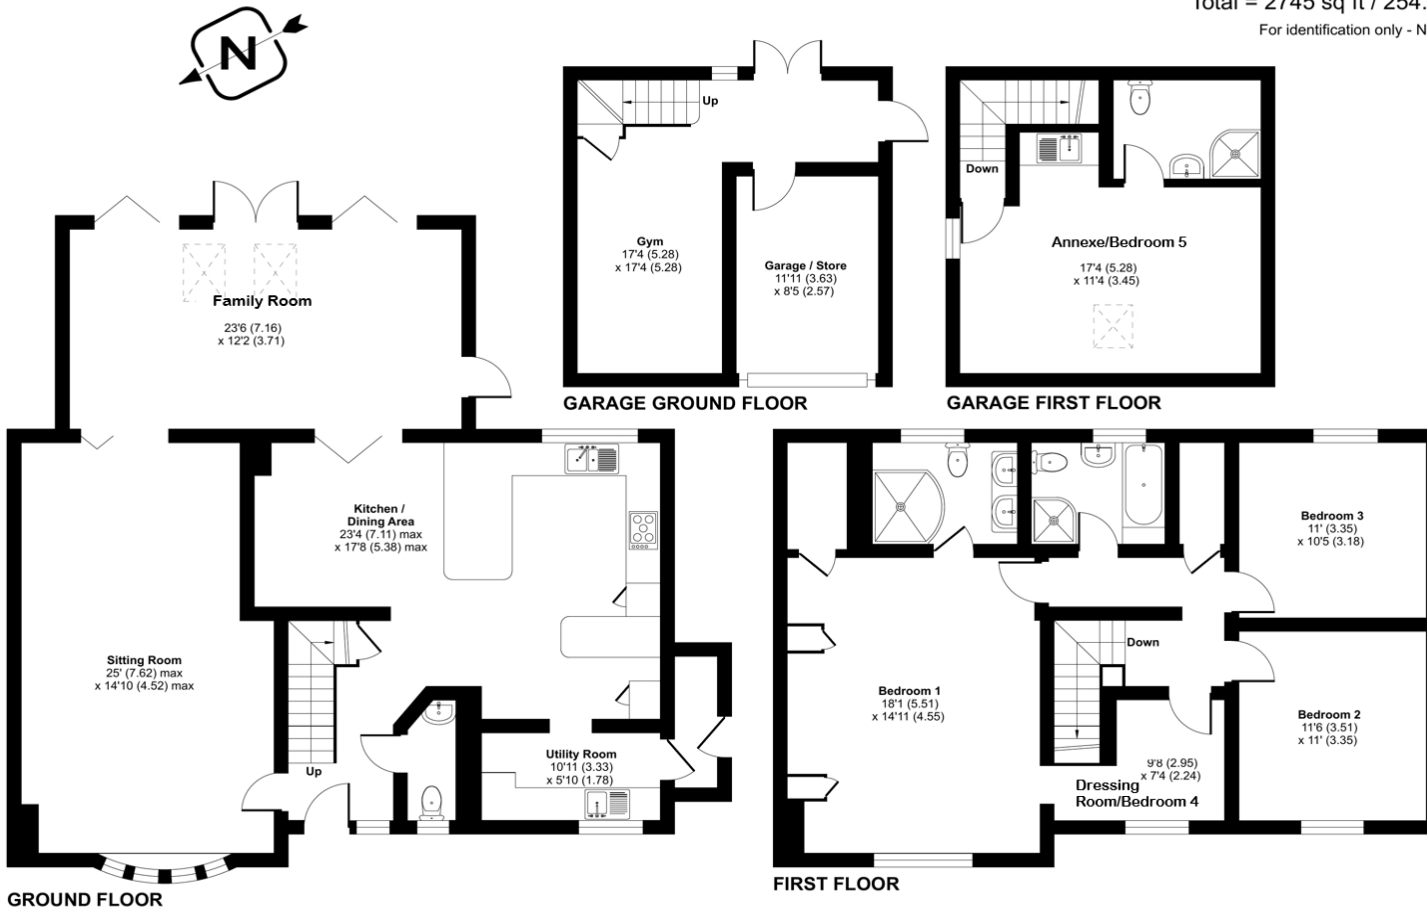 Total = 2745 sq ft / 254.
For identification only - N
N
Up
Gym
17'4 (5.28)
x 17'4 (5.28)
Garage / Store
11'11 (3.63)
x 8'5 (2.57)
GARAGE GROUND FLOOR
Down
Annexe/Bedroom 5
17'4 (5.28)
x 11'4 (3.45)
GARAGE FIRST FLOOR
Family Room
23'6 (7.16)
x 12'2 (3.71)
Kitchen /
Dining Area
23'4 (7.11) max
x 17'8 (5.38) max
Sitting Room
25' (7.62) max
x 14'10 (4.52) max
Up
Utility Room
10'11 (3.33)
x 5'10 (1.78)
GROUND FLOOR
Bedroom 3
11' (3.35)
x 10'5 (3.18)
Down
Bedroom 1
18'1 (5.51)
x 14'11 (4.55)
Bedroom 2
11'6 (3.51)
x 11' (3.35)
9'8 (2.95)
x 7'4 (2.24)
Dressing
Room/Bedroom 4
FIRST FLOOR